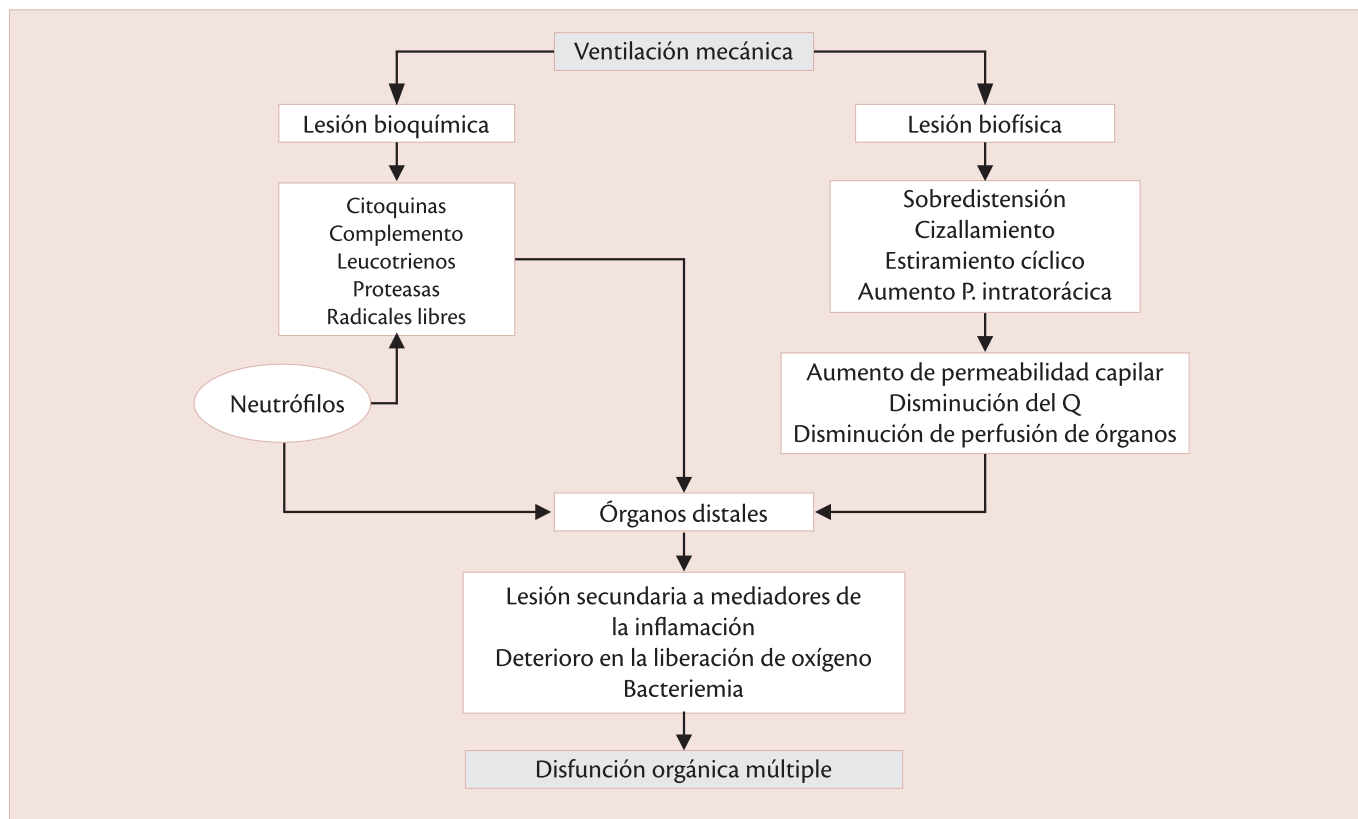 Ventilación mecánica
Lesión bioquímica
Lesión biofísica
Citoquinas
Complemento
Leucotrienos
Proteasas
Radicales libres
Sobredistensión
Cizallamiento
Estiramiento cíclico
Aumento P. intratorácica
Neutrófilos
Aumento de permeabilidad capilar
Disminución del Q
Disminución de perfusión de órganos
Órganos distales
Lesión secundaria a mediadores de
la inflamación
Deterioro en la liberación de oxígeno
Bacteriemia
Disfunción orgánica múltiple